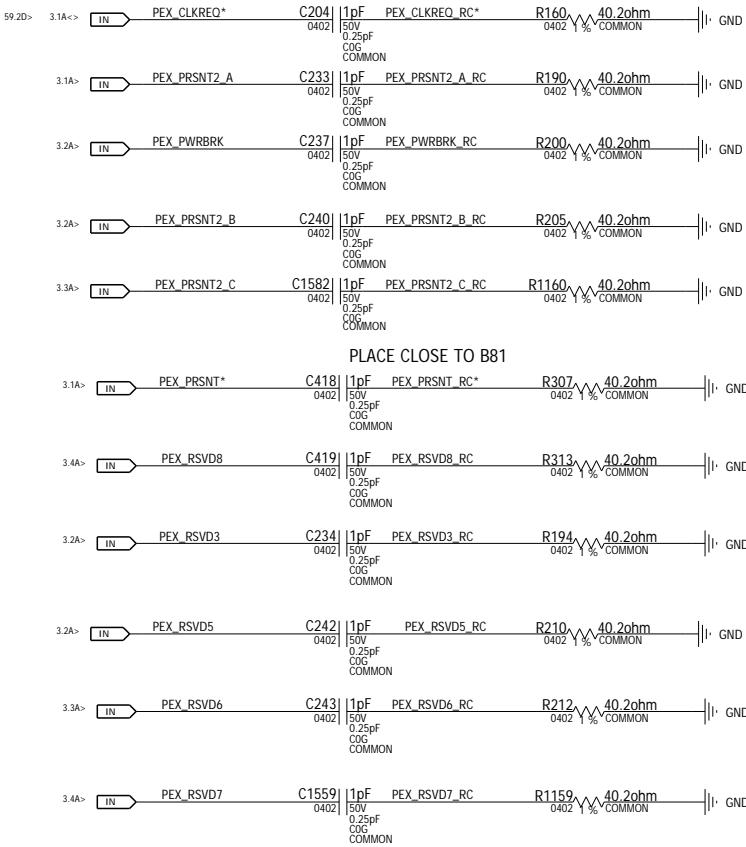 59.2D> 3.1A<> IN PEX_CLKREQ* C204 1pF PEX_CLKREQ_RC* R160 40.2ohm GND
0402 50V 0402 1 % COMMON
0.25pF
C0G
COMMON
3.1A> IN PEX_PRSNT2_A C233 1pF PEX_PRSNT2_A_RC R190 40.2ohm GND
0402 50V 0402 1 % COMMON
0.25pF
C0G
COMMON
3.2A> IN PEX_PWRBRK C237 1pF PEX_PWRBRK_RC R200 40.2ohm GND
0402 50V 0402 1 % COMMON
0.25pF
C0G
COMMON
3.2A> IN PEX_PRSNT2_B C240 1pF PEX_PRSNT2_B_RC R205 40.2ohm GND
0402 50V 0402 1 % COMMON
0.25pF
C0G
COMMON
3.3A> IN PEX_PRSNT2_C C1582 1pF PEX_PRSNT2_C_RC R1160 40.2ohm GND
0402 50V 0402 1 % COMMON
0.25pF
C0G
COMMON
PLACE CLOSE TO B81
3.1A> IN PEX_PRSNT* C418 1pF PEX_PRSNT_RC* R307 40.2ohm GND
0402 50V 0402 1 % COMMON
0.25pF
C0G
COMMON
3.4A> IN PEX_RSVD8 C419 1pF PEX_RSVD8_RC R313 40.2ohm GND
0402 50V 0402 1 % COMMON
0.25pF
C0G
COMMON
3.2A> IN PEX_RSVD3 C234 1pF PEX_RSVD3_RC R194 40.2ohm GND
0402 50V 0402 1 % COMMON
0.25pF
C0G
COMMON
3.2A> IN PEX_RSVD5 C242 1pF PEX_RSVD5_RC R210 40.2ohm GND
0402 50V 0402 1 % COMMON
0.25pF
C0G
COMMON
3.3A> IN PEX_RSVD6 C243 1pF PEX_RSVD6_RC R212 40.2ohm GND
0402 50V 0402 1 % COMMON
0.25pF
C0G
COMMON
3.4A> IN PEX_RSVD7 C1559 1pF PEX_RSVD7_RC R1159 40.2ohm GND
0402 50V 0402 1 % COMMON
0.25pF
C0G
COMMON